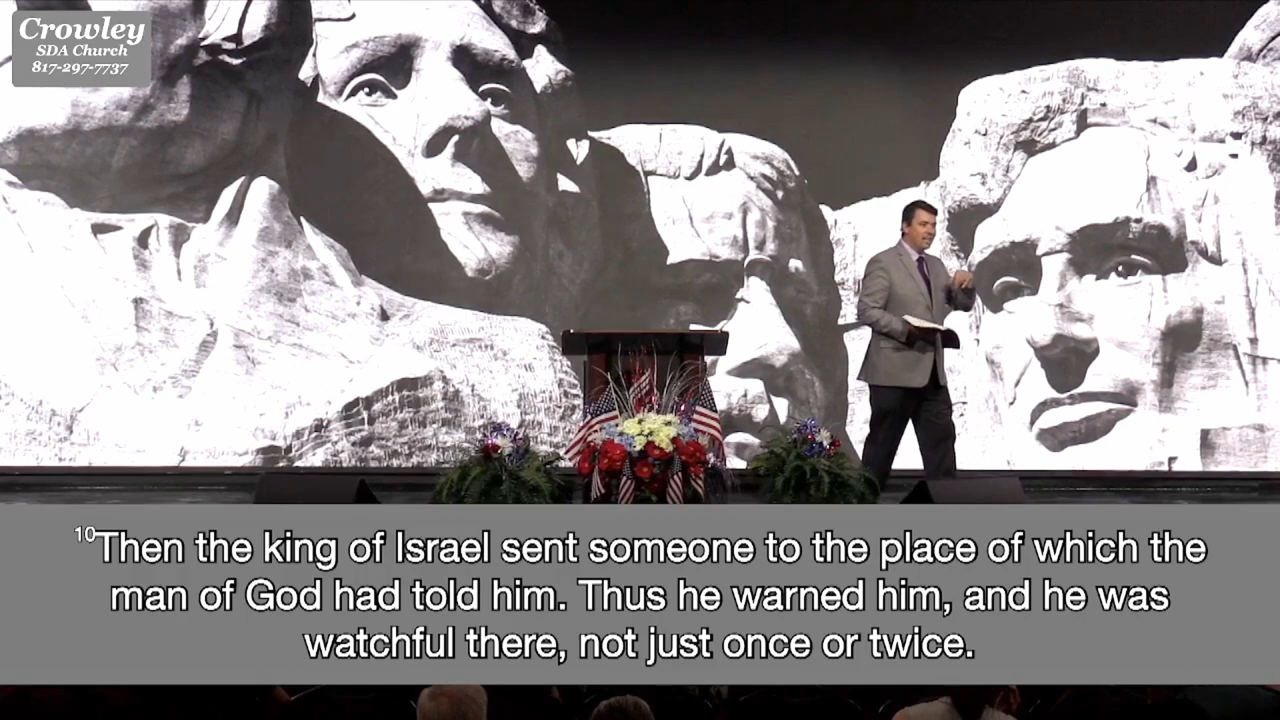 Crowley
SDA Church
817-297-7737
10Then the king of Israel sent someone to the place of which the
man of God had told him. Thus he warned him, and he was
watchful there, not just once or twice.